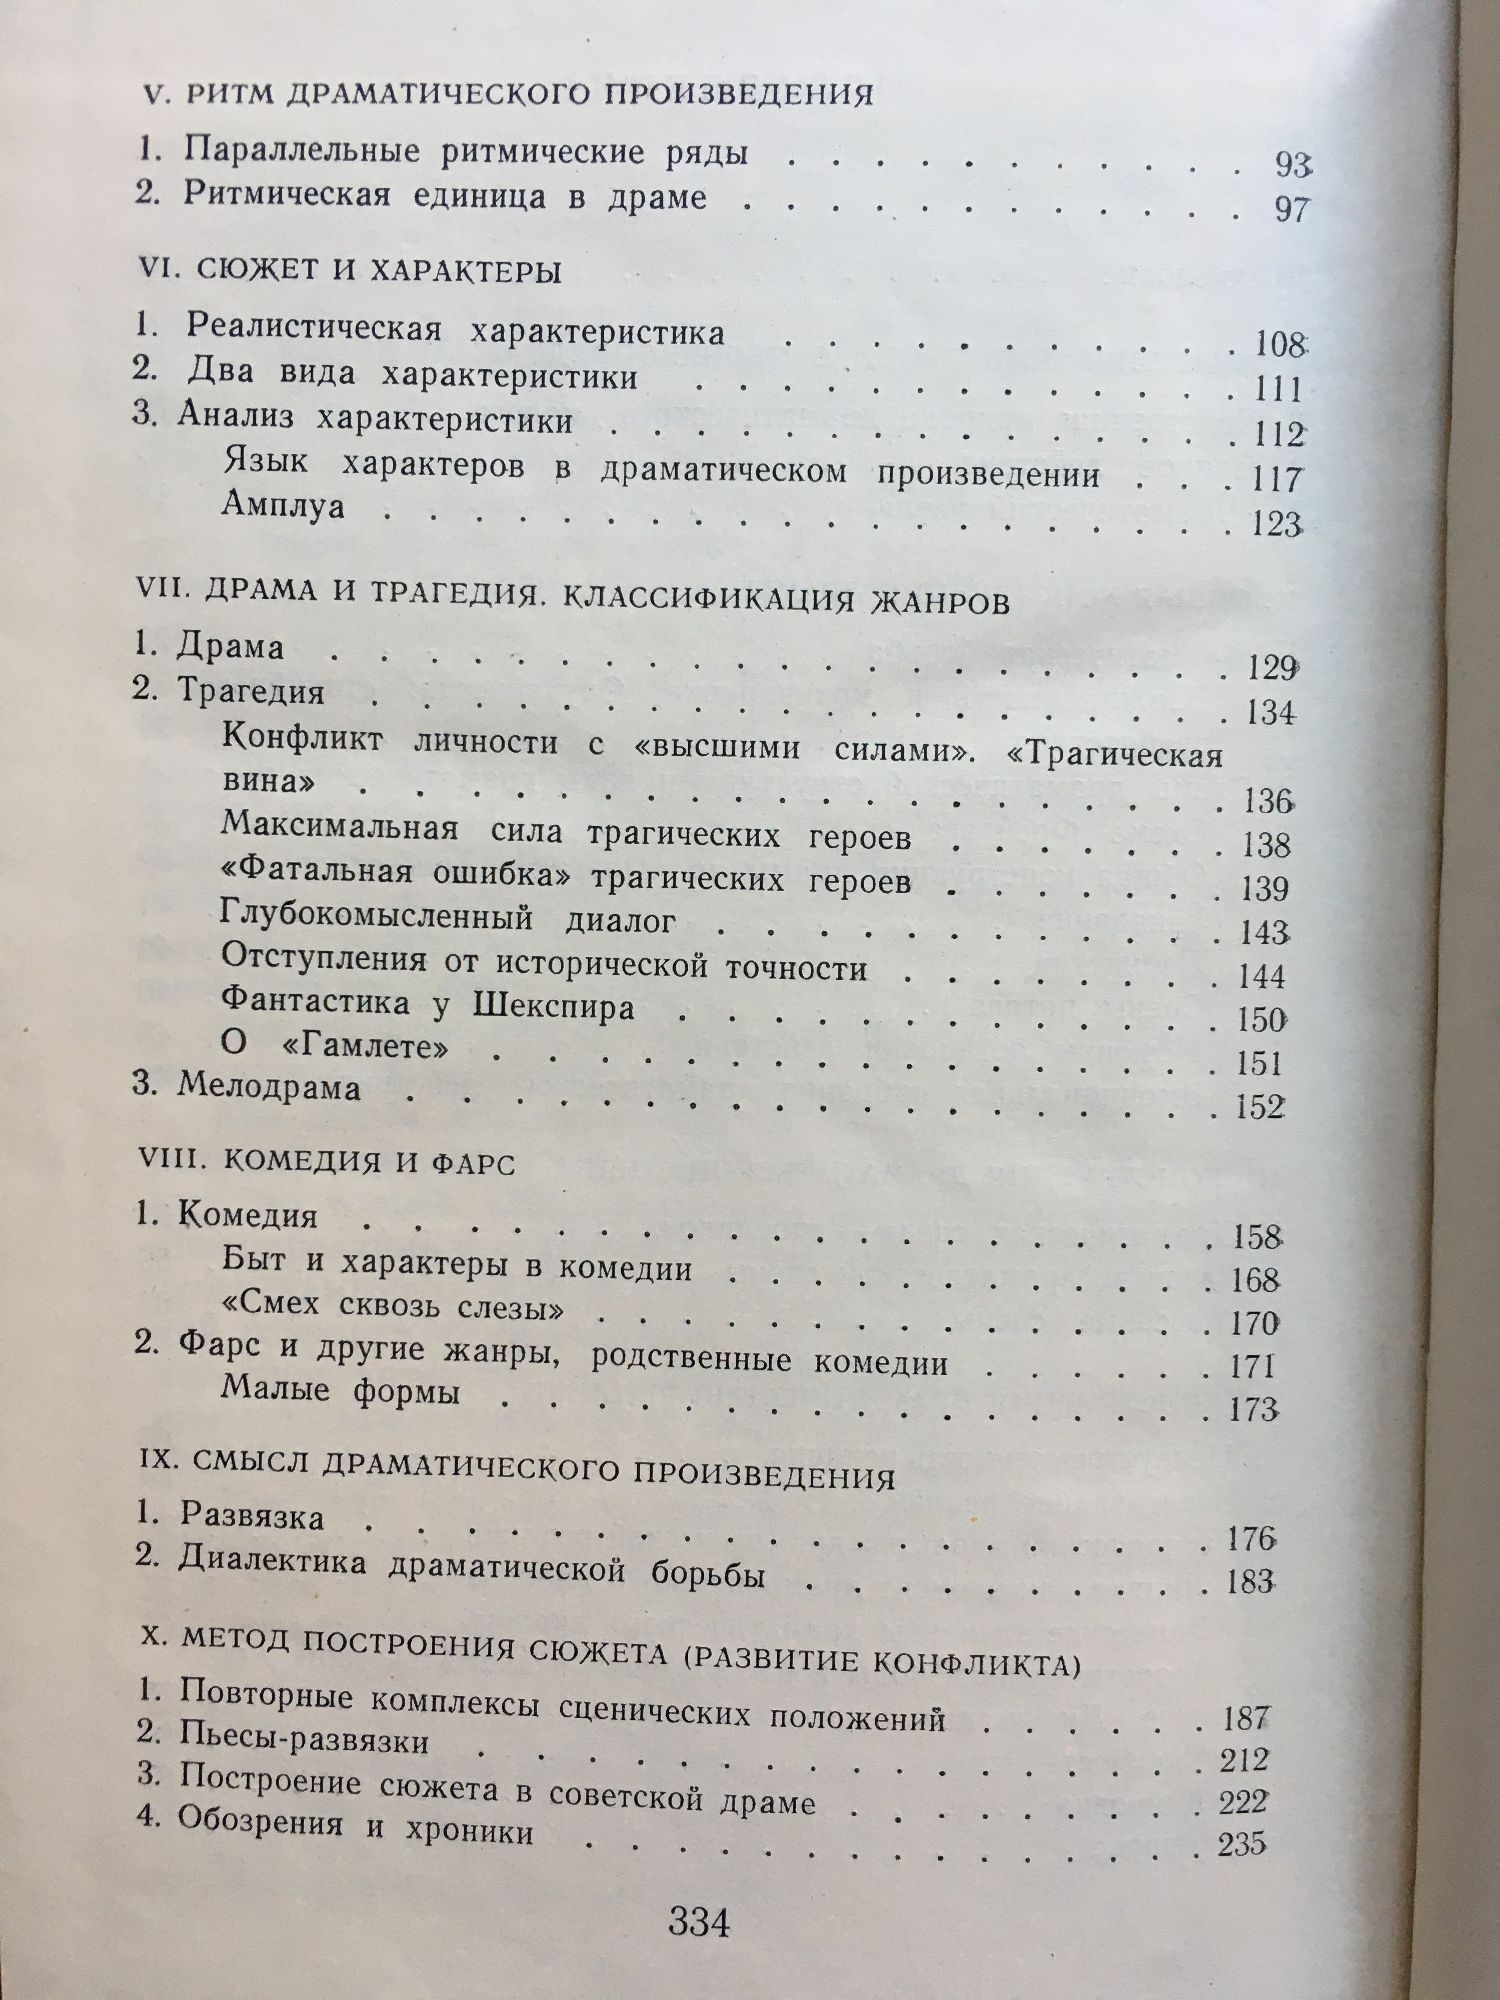 V. РИТМ ДРАМАТИЧЕСКОГО ПРОИЗВЕДЕНИЯ
1. Параллельные ритмические ряды . . . . . . . . . . . 93
2. Ритмическая единица в драме . . . . . . . . . . . . 97
VI. СЮЖЕТ И ХАРАКТЕРЫ
1. Реалистическая характеристика . . . . . . . . . . . 108
2. Два вида характеристики . . . . . . . . . . . . . 111
3. Анализ характеристики . . . . . . . . . . . . . . . 112
Язык характеров в драматическом произведении . . . 117
Амплуа . . . . . . . . . . . . . . . . . . . . 123
VII. ДРАМА И ТРАГЕДИЯ. КЛАССИФИКАЦИЯ ЖАНРОВ
1. Драма . . . . . . . . . . . . . . . . . . . . . 129
2. Трагедия . . . . . . . . . . . . . . . . . . . . 134
Конфликт личности с «высшими силами». «Трагическая
вина» . . . . . . . . . . . . . . . . . . . . 136
Максимальная сила трагических героев . . . . . . . 138
«Фатальная ошибка» трагических героев . . . . . . . 139
Глубокомысленный диалог . . . . . . . . . . . . 143
Отступления от исторической точности . . . . . . . . 144
Фантастика у Шекспира . . . . . . . . . . . . . 150
О «Гамлете» . . . . . . . . . . . . . . . . . 151
3. Мелодрама . . . . . . . . . . . . . . . . . . . 152
VIII. КОМЕДИЯ И ФАРС
1. Комедия . . . . . . . . . . . . . . . . . . . . 158
Быт и характеры в комедии . . . . . . . . . . . . 168
«Смех сквозь слезы» . . . . . . . . . . . . . . . 170
2. Фарс и другие жанры, родственные комедии . . . . . . 171
Малые формы . . . . . . . . . . . . . . . . . 173
IX. СМЫСЛ ДРАМАТИЧЕСКОГО ПРОИЗВЕДЕНИЯ
1. Развязка . . . . . . . . . . . . . . . . . . . . 176
2. Диалектика драматической борьбы . . . . . . . . . . 183
X. МЕТОД ПОСТРОЕНИЯ СЮЖЕТА (РАЗВИТИЕ КОНФЛИКТА)
1. Повторные комплексы сценических положений . . . . . . 187
2. Пьесы-развязки . . . . . . . . . . . . . . . . . 212
3. Построение сюжета в советской драме . . . . . . . . . 222
4. Обозрения и хроники . . . . . . . . . . . . . . . 235
334